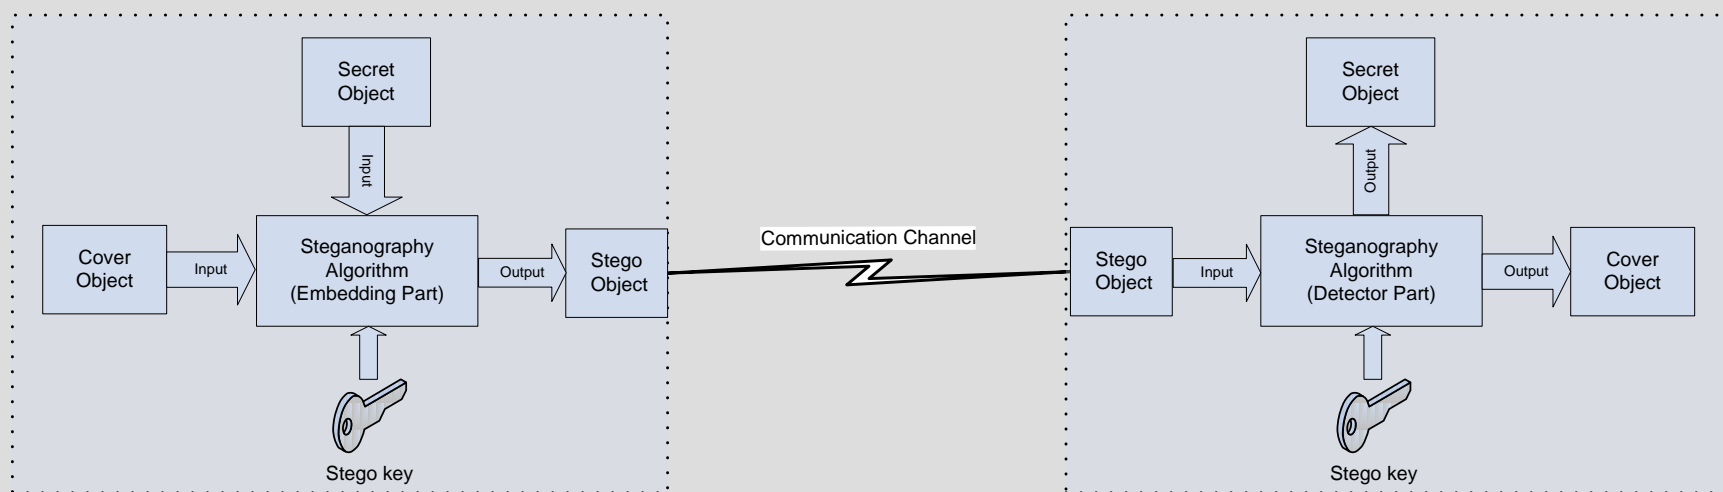 Secret
Object
Input
Cover
Object
Input
Steganography
Algorithm
(Embedding Part)
Output
Stego
Object
Stego key
Communication Channel
Secret
Object
Output
Stego
Object
Input
Steganography
Algorithm
(Detector Part)
Output
Cover
Object
Stego key